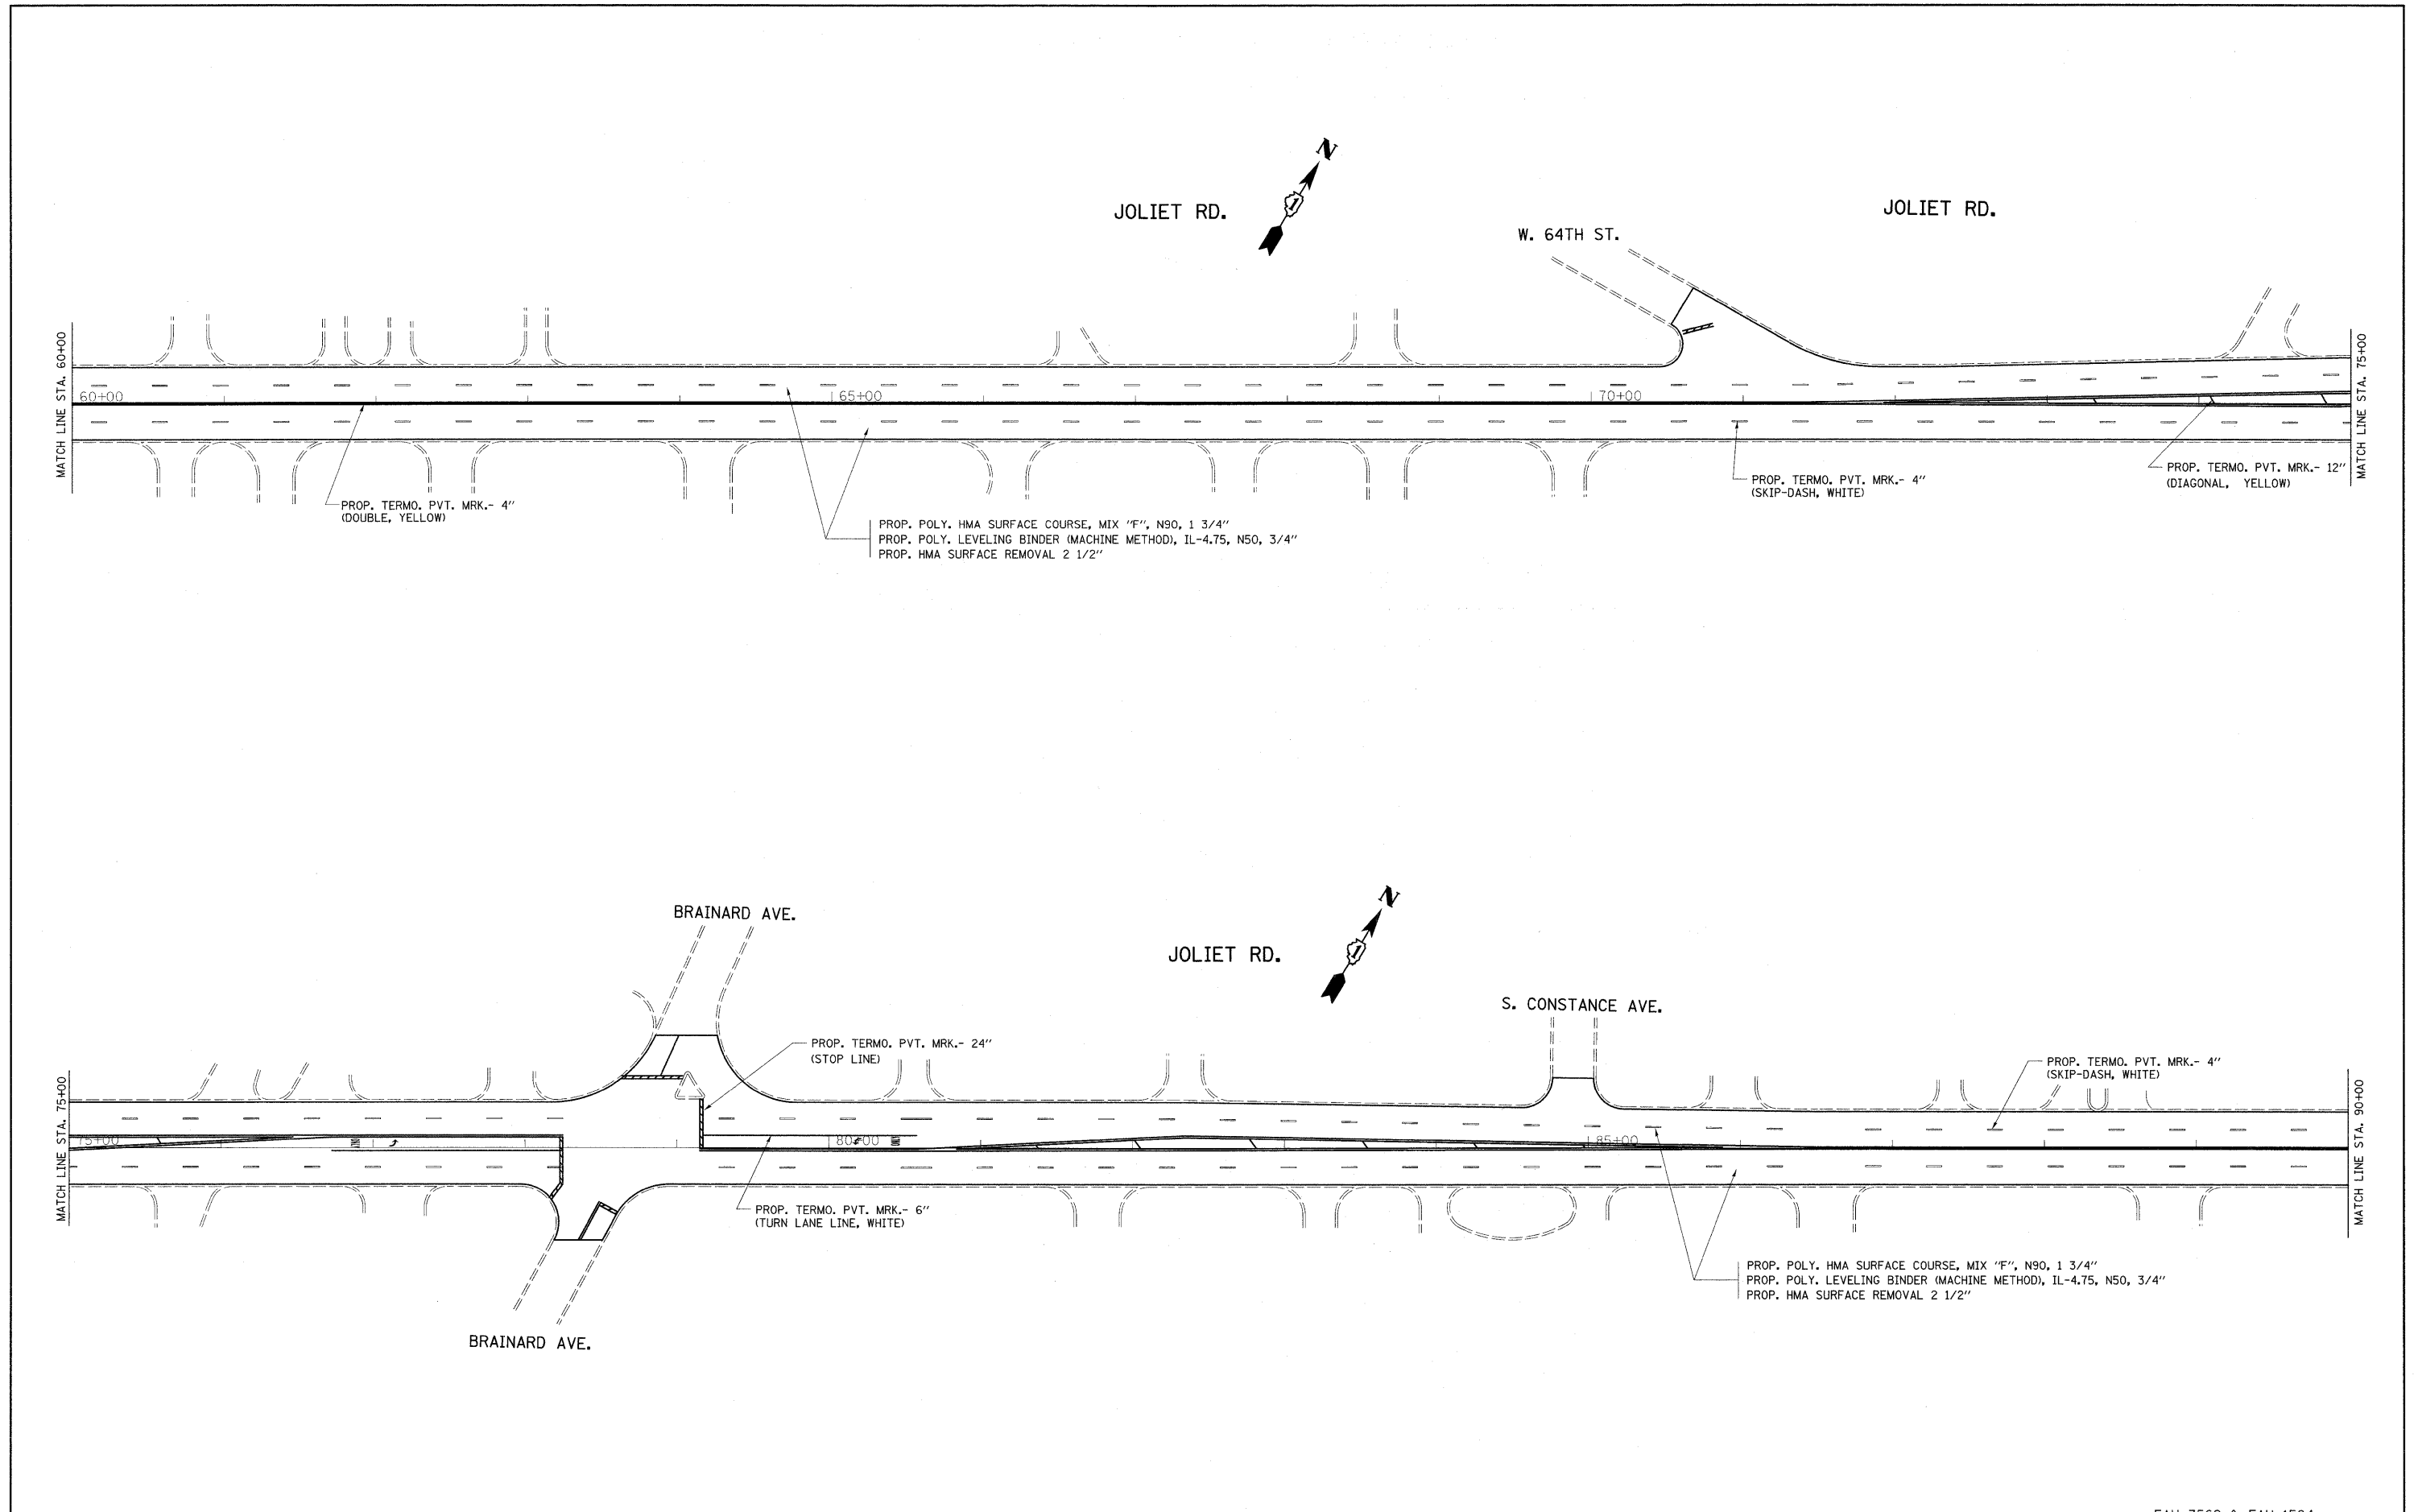 N
1
JOLIET RD.
JOLIET RD.
W. 64TH ST.
MATCH LINE STA. 60+00
MATCH LINE STA. 75+00
60+00
65+00
70+00
PROP. TERMO. PVT. MRK.- 4"
(DOUBLE, YELLOW)
PROP. TERMO. PVT. MRK.- 4"
(SKIP-DASH, WHITE)
PROP. TERMO. PVT. MRK.- 12"
(DIAGONAL, YELLOW)
PROP. POLY. HMA SURFACE COURSE, MIX "F", N90, 1 3/4"
PROP. POLY. LEVELING BINDER (MACHINE METHOD), IL-4.75, N50, 3/4"
PROP. HMA SURFACE REMOVAL 2 1/2"
N
1
BRAINARD AVE.
JOLIET RD.
S. CONSTANCE AVE.
PROP. TERMO. PVT. MRK.- 24"
(STOP LINE)
PROP. TERMO. PVT. MRK.- 4"
(SKIP-DASH, WHITE)
MATCH LINE STA. 75+00
MATCH LINE STA. 90+00
75+00
80+00
85+00
PROP. TERMO. PVT. MRK.- 6"
(TURN LANE LINE, WHITE)
PROP. POLY. HMA SURFACE COURSE, MIX "F", N90, 1 3/4"
PROP. POLY. LEVELING BINDER (MACHINE METHOD), IL-4.75, N50, 3/4"
PROP. HMA SURFACE REMOVAL 2 1/2"
BRAINARD AVE.